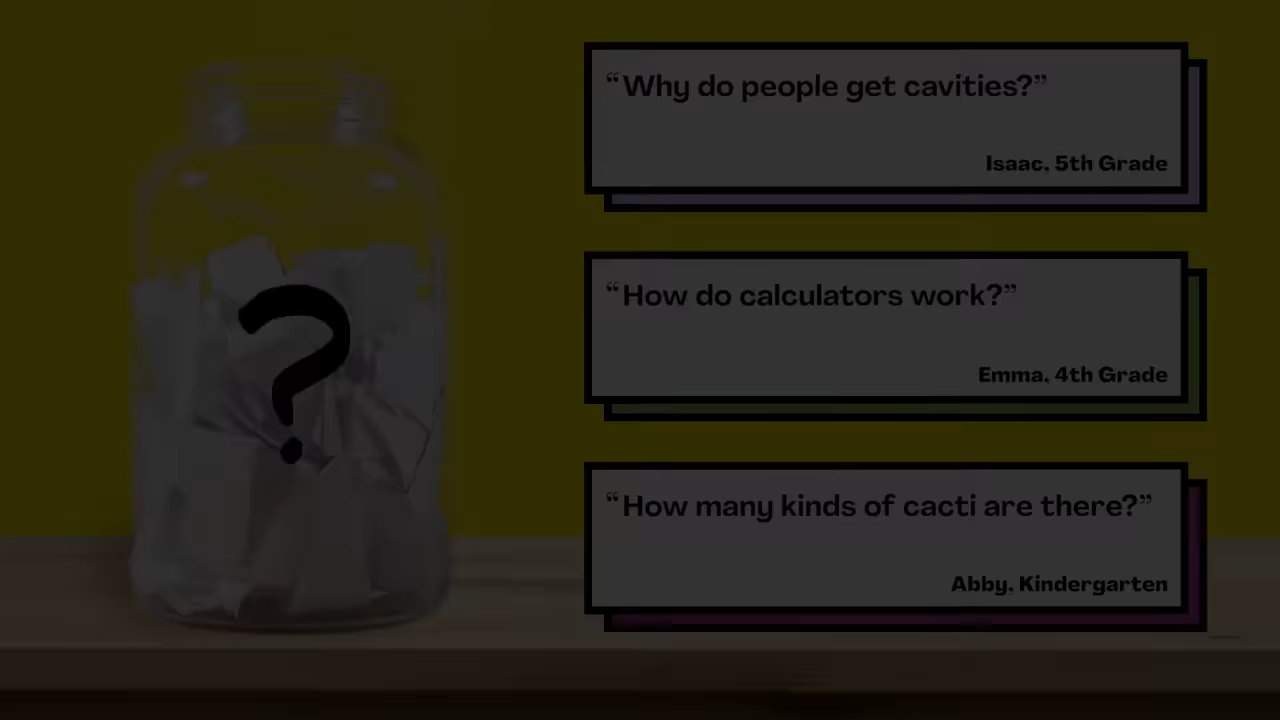 ?
“Why do people get cavities?”
Isaac, 5th Grade
“How do calculators work?”
Emma, 4th Grade
“How many kinds of cacti are there?”
Abby, Kindergarten